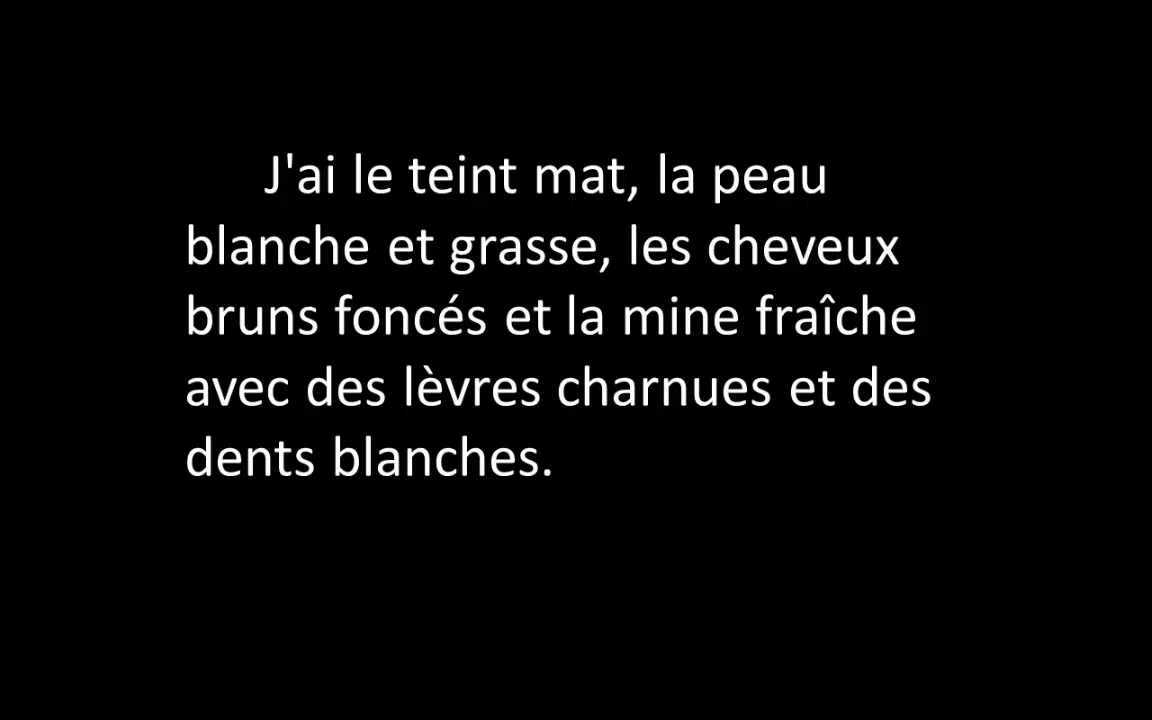 J'ai le teint mat, la peau
blanche et grasse, les cheveux
bruns foncés et la mine fraîche
avec des lèvres charnues et des
dents blanches.